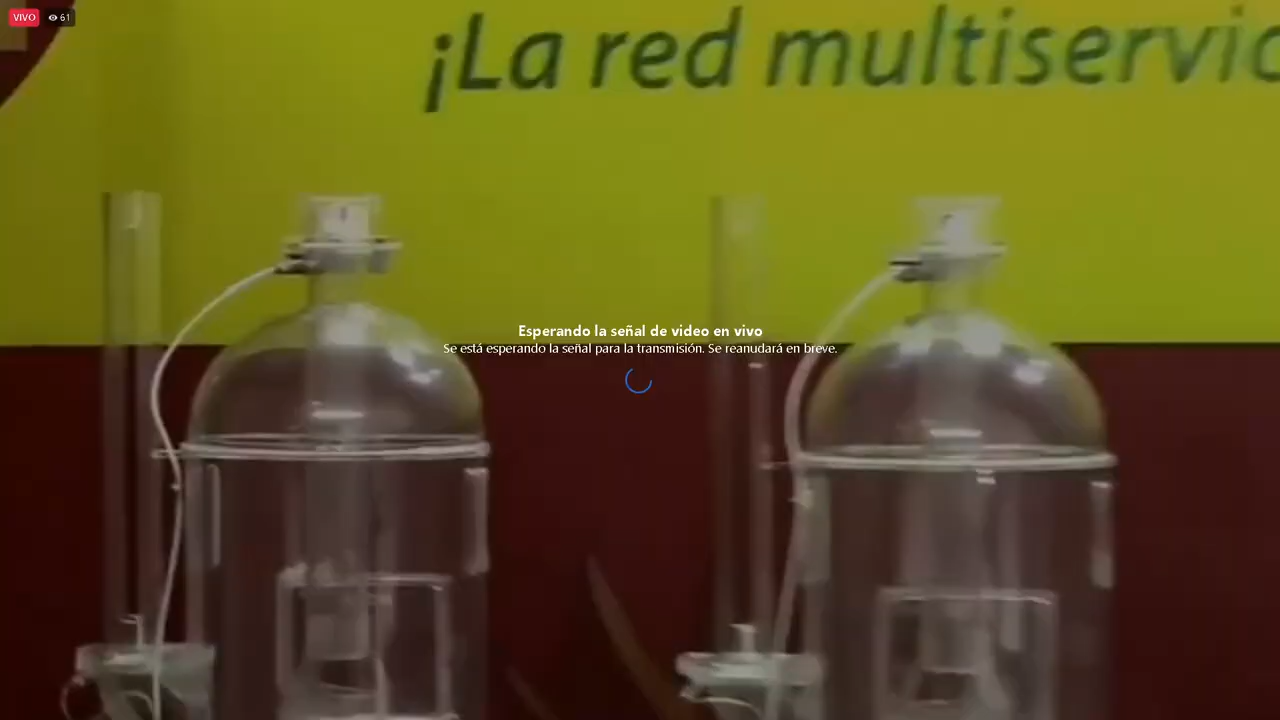 VIVO 61
¡La red multiservic
Esperando la señal de video en vivo
Se está esperando la señal para la transmisión. Se reanudará en breve.